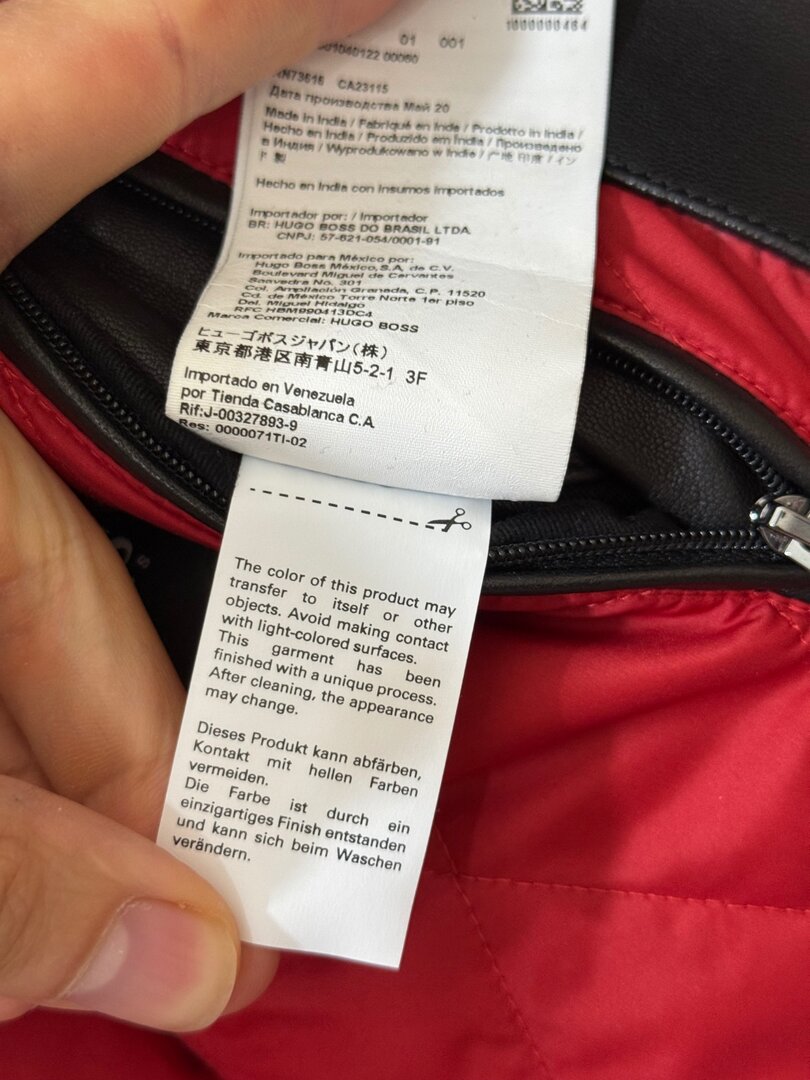 1000000464
01 001
01040122 00060
RN73616 CA23115
Дата производства Май 20
Made in India / Fabriqué en Inde / Prodotto in India /
Hecho en India / Produzido em Índia / Произведено
в Индии / Wyprodukowano w Indie / 产地 印度 / イン
ド 製
Hecho en India con insumos importados
Importador por: / Importador
BR: HUGO BOSS DO BRASIL LTDA
CNPJ: 57-621-054/0001-91
Importado para México por:
Hugo Boss México,S.A. de C.V.
Boulevard Miguel de Cervantes
Saavedra No. 301
Col. Ampliación Granada, C.P. 11520
Cd. de México Torre Norte 1er piso
Del. Miguel Hidalgo
RFC HBM990413DC4
Marca Comercial: HUGO BOSS
ヒューゴボスジャパン(株)
東京都港区南青山5-2-1 3F
Importado en Venezuela
por Tienda Casablanca C.A
Rif:J-00327893-9
Res: 0000071TI-02
The color of this product may
transfer to itself or other
objects. Avoid making contact
with light-colored surfaces.
This garment has been
finished with a unique process.
After cleaning, the appearance
may change.
Dieses Produkt kann abfärben,
Kontakt mit hellen Farben
vermeiden.
Die Farbe ist durch ein
einzigartiges Finish entstanden
und kann sich beim Waschen
verändern.